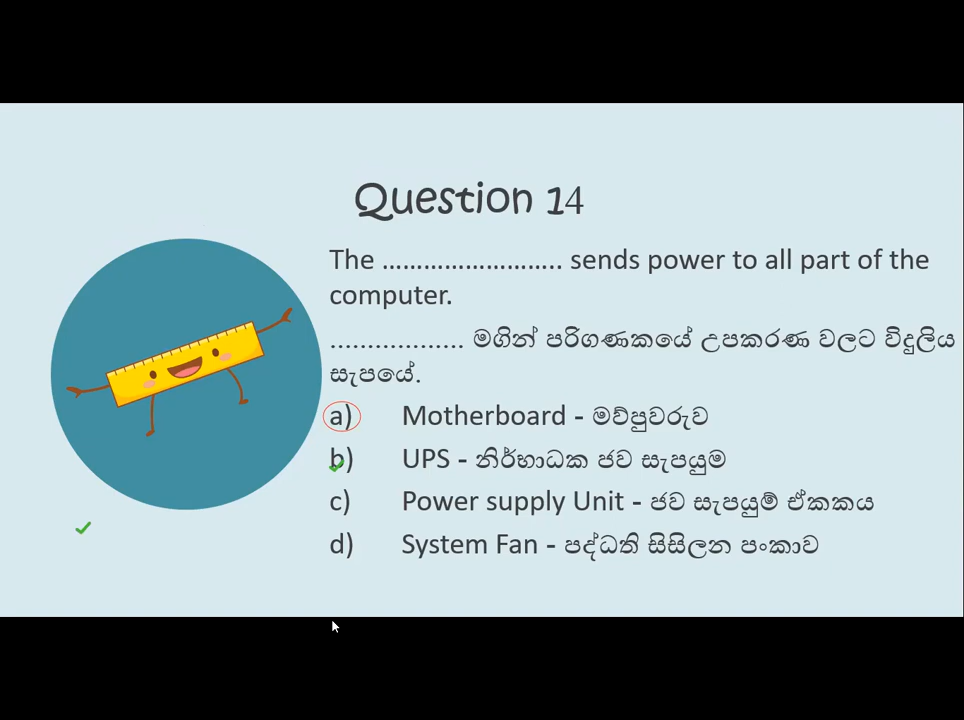 Question 14
The ........................... sends power to all part of the
computer.
.................. මගින් පරිගණකයේ උපකරණ වලට විදුලිය
සැපයේ.
a) Motherboard - මව්පුවරුව
b) UPS - නිර්භාධක ජව සැපයුම
c) Power supply Unit - ජව සැපයුම් ඒකකය
d) System Fan - පද්ධති සිසිලන පංකාව